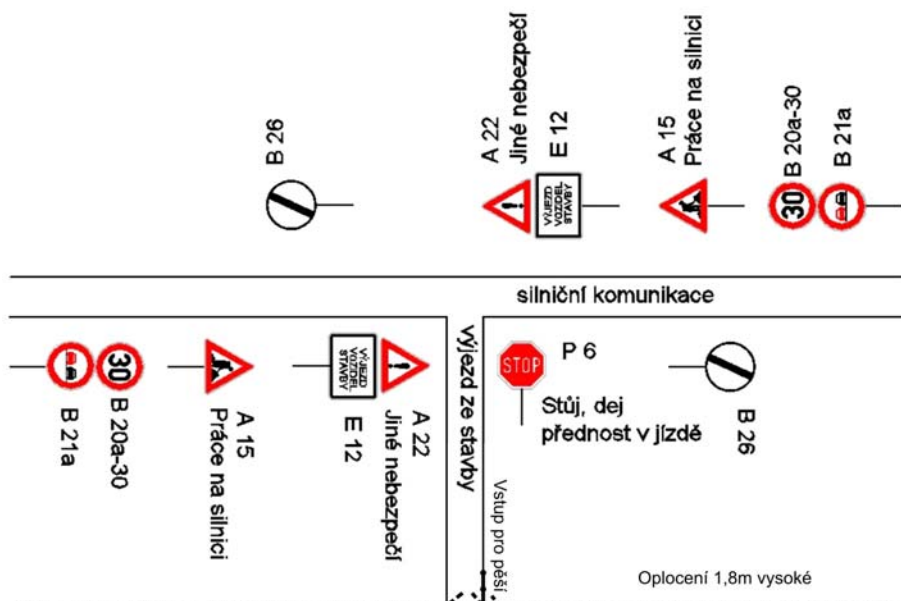 B 26
A 22
Jiné nebezpečí
E 12
VÝJEZD
VOZIDEL
STAVBY
A 15
Práce na silnici
30
B 20a-30
B 21a
silniční komunikace
B 21a
30
B 20a-30
A 15
Práce na silnici
VÝJEZD
VOZIDEL
STAVBY
E 12
A 22
Jiné nebezpečí
výjezd ze stavby
STOP
P 6
Stůj, dej
přednost v jízdě
B 26
Vstup pro pěší
Oplocení 1,8m vysoké